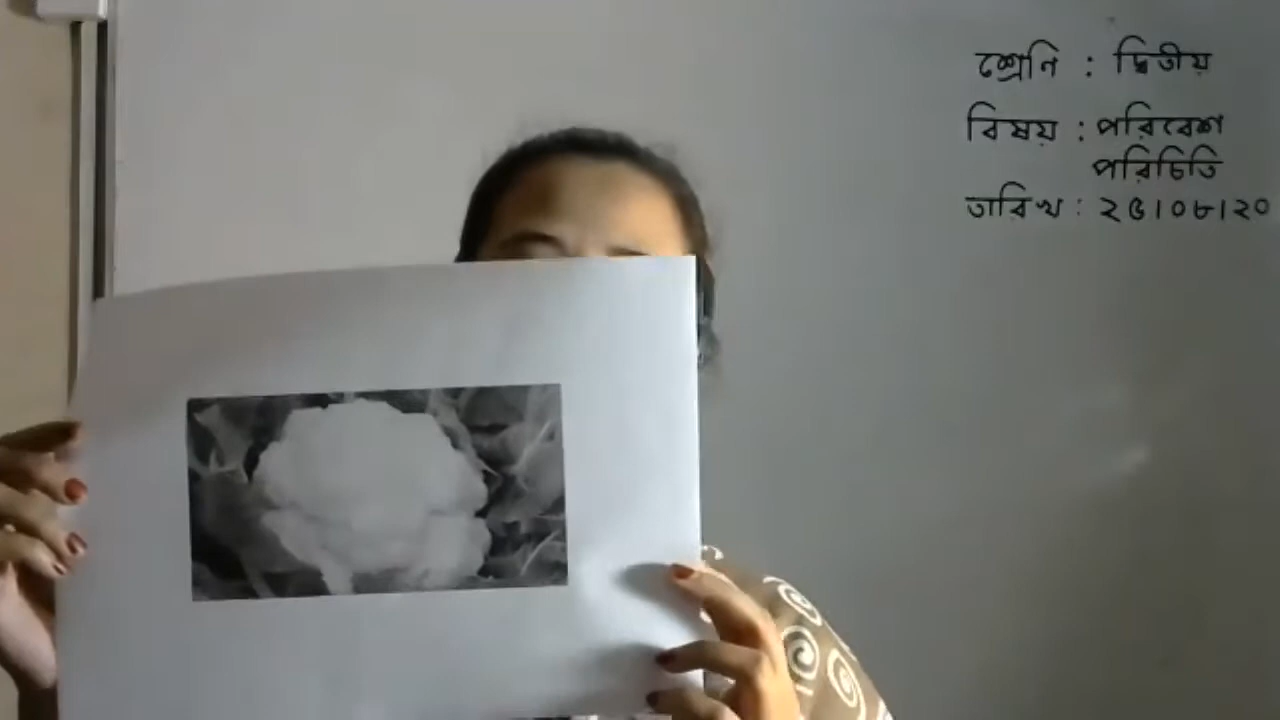 শ্রেনি : দ্বিতীয়
বিষয় : পরিবেশ
পরিচিতি
তারিখ : ২৫।০৮।২০